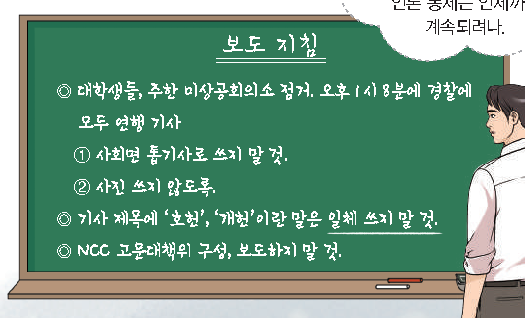 언론 통제는 언제까
계속되려나.
보도 지침
◎ 대학생들, 주한 미상공회의소 점거. 오후 1시 8분에 경찰에
모두 연행 기사
① 사회면 톱기사로 쓰지 말 것.
② 사진 쓰지 않도록.
◎ 기사 제목에 ‘호헌’, ‘개헌’이란 말은 일체 쓰지 말 것.
◎ NCC 고문대책위 구성, 보도하지 말 것.